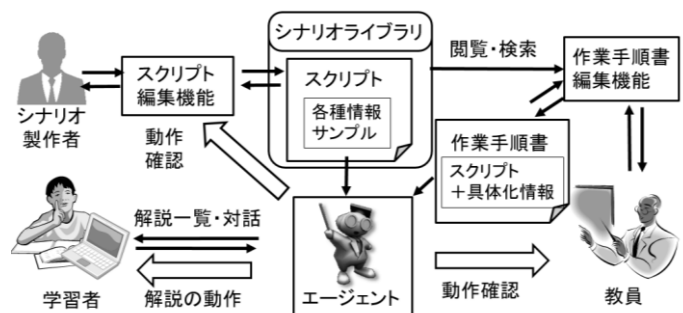 シナリオライブラリ
閲覧・検索
作業手順書
編集機能
スクリプト
編集機能
スクリプト
各種情報
サンプル
シナリオ
製作者
動作
確認
作業手順書
スクリプト
+具体化情報
解説一覧・対話
学習者
解説の動作
エージェント
動作確認
教員